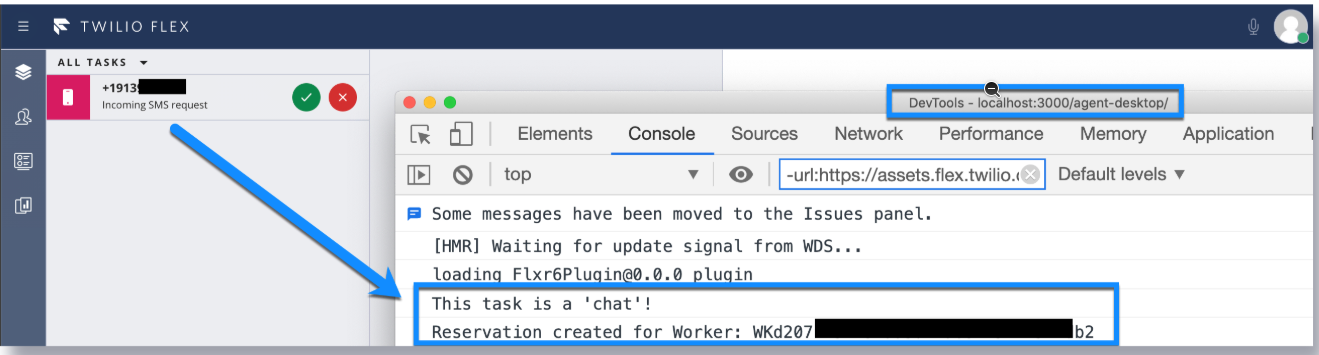 TWILIO FLEX
ALL TASKS
+1913
Incoming SMS request
DevTools - localhost:3000/agent-desktop/
Elements Console Sources Network Performance Memory Application
top -url:https://assets.flex.twilio. Default levels
Some messages have been moved to the Issues panel.
[HMR] Waiting for update signal from WDS...
loading Flxr6Plugin@0.0.0 plugin
This task is a 'chat'!
Reservation created for Worker: WKd207 b2